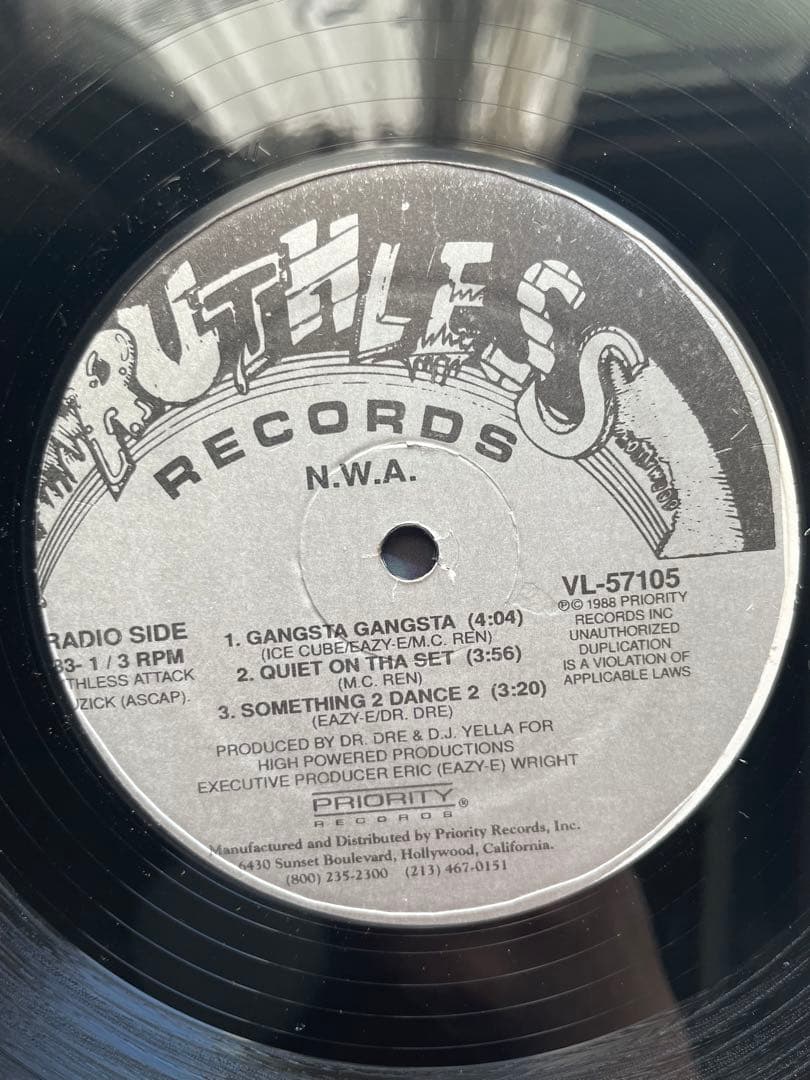 RUTHLESS
RECORDS
N.W.A.
VL-57105
℗© 1988 PRIORITY
RECORDS INC
UNAUTHORIZED
DUPLICATION
IS A VIOLATION OF
APPLICABLE LAWS
RADIO SIDE
33-1/3 RPM
THLESS ATTACK
UZICK (ASCAP).
1. GANGSTA GANGSTA (4:04)
(ICE CUBE/EAZY-E/M.C. REN)
2. QUIET ON THA SET (3:56)
(M.C. REN)
3. SOMETHING 2 DANCE 2 (3:20)
(EAZY-E/DR. DRE)
PRODUCED BY DR. DRE & D.J. YELLA FOR
HIGH POWERED PRODUCTIONS
EXECUTIVE PRODUCER ERIC (EAZY-E) WRIGHT
PRIORITY®
RECORDS
Manufactured and Distributed by Priority Records, Inc.
6430 Sunset Boulevard, Hollywood, California.
(800) 235-2300 (213) 467-0151